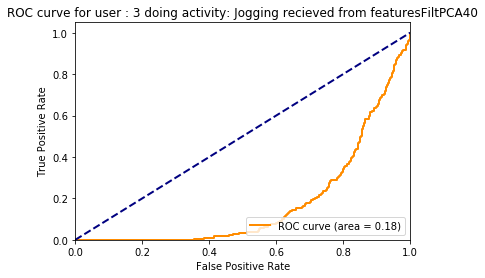 ROC curve for user : 3 doing activity: Jogging recieved from featuresFiltPCA40
1.0
0.8
0.6
0.4
0.2
0.0
True Positive Rate
ROC curve (area = 0.18)
0.0 0.2 0.4 0.6 0.8 1.0
False Positive Rate